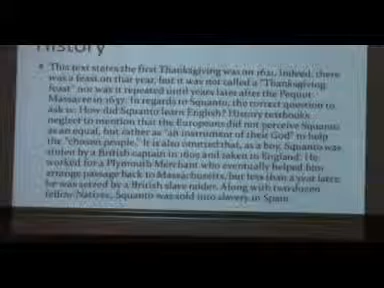 History
This text states the first Thanksgiving was on 1621. Indeed, there
was a feast on that year, but it was not called a "Thanksgiving
feast" nor was it repeated until years later after the Pequot
Massacre in 1637. In regards to Squanto, the correct question to
ask is: How did Squanto learn English? History textbooks
neglect to mention that the Europeans did not perceive Squanto
as an equal, but rather as "an instrument of their God" to help
the "chosen people." It is also omitted that, as a boy, Squanto was
stolen by a British captain in 1605 and taken to England. He
worked for a Plymouth Merchant who eventually helped him
arrange passage back to Massachusetts, but less than a year later,
he was seized by a British slave raider. Along with two dozen
fellow Natives, Squanto was sold into slavery in Spain.